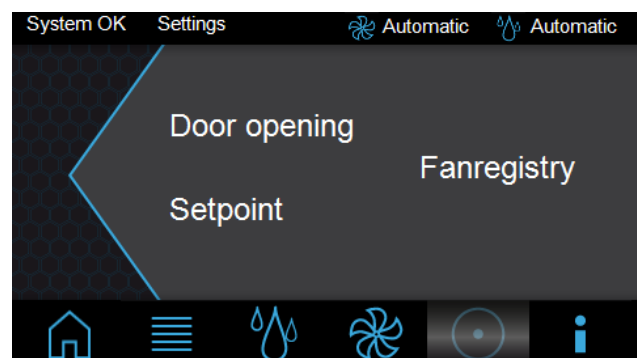 System OK Settings Automatic Automatic
Door opening
Fanregistry
Setpoint